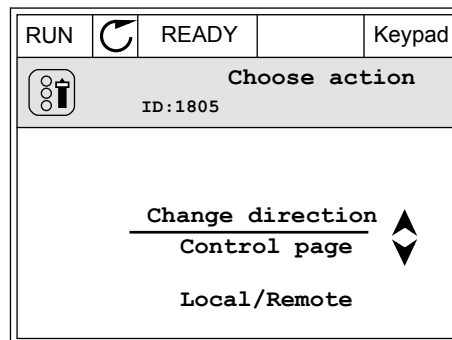 RUN READY Keypad
Choose action
ID:1805
Change direction
Control page
Local/Remote